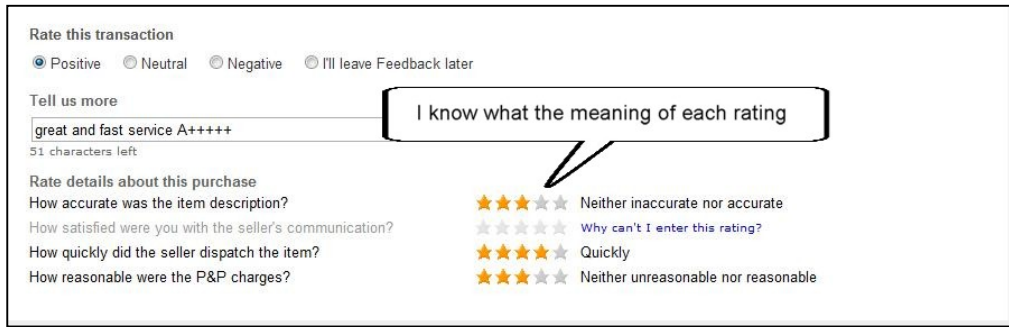 Rate this transaction
Positive Neutral Negative I'll leave Feedback later
Tell us more
I know what the meaning of each rating
great and fast service A+++++
51 characters left
Rate details about this purchase
How accurate was the item description? Neither inaccurate nor accurate
How satisfied were you with the seller's communication? Why can't I enter this rating?
How quickly did the seller dispatch the item? Quickly
How reasonable were the P&P charges? Neither unreasonable nor reasonable